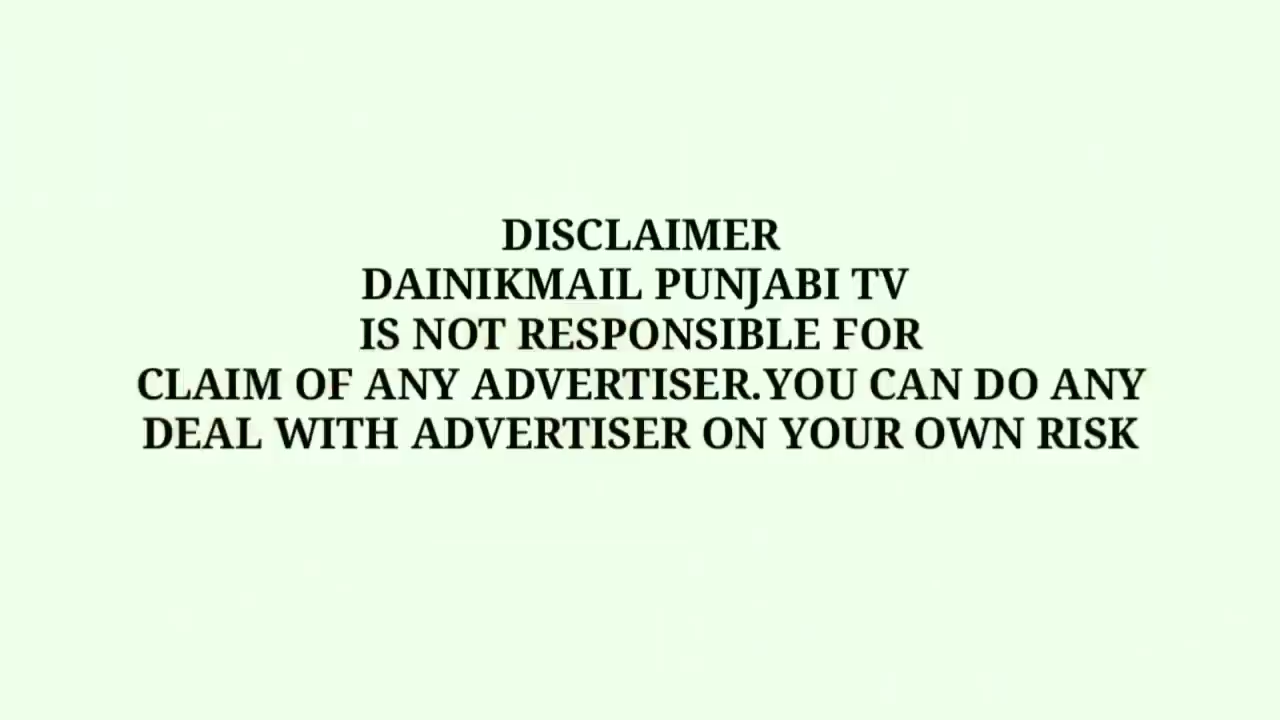 DISCLAIMER
DAINIKMAIL PUNJABI TV
IS NOT RESPONSIBLE FOR
CLAIM OF ANY ADVERTISER.YOU CAN DO ANY
DEAL WITH ADVERTISER ON YOUR OWN RISK